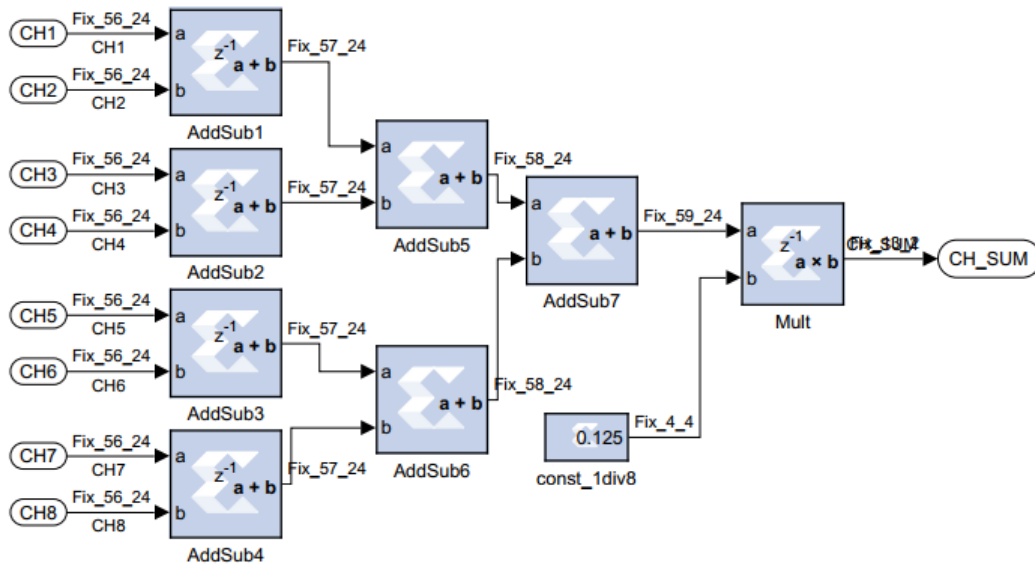 CH1
Fix_56_24
CH1
CH2
Fix_56_24
CH2
a
b
z-1
a + b
AddSub1
Fix_57_24
CH3
Fix_56_24
CH3
CH4
Fix_56_24
CH4
a
b
z-1
a + b
AddSub2
Fix_57_24
CH5
Fix_56_24
CH5
CH6
Fix_56_24
CH6
a
b
z-1
a + b
AddSub3
Fix_57_24
CH7
Fix_56_24
CH7
CH8
Fix_56_24
CH8
a
b
z-1
a + b
AddSub4
Fix_57_24
a
b
a + b
AddSub5
Fix_58_24
a
b
a + b
AddSub6
Fix_58_24
a
b
a + b
AddSub7
Fix_59_24
0.125
const_1div8
Fix_4_4
a
b
z-1
a × b
Mult
CH_SUM